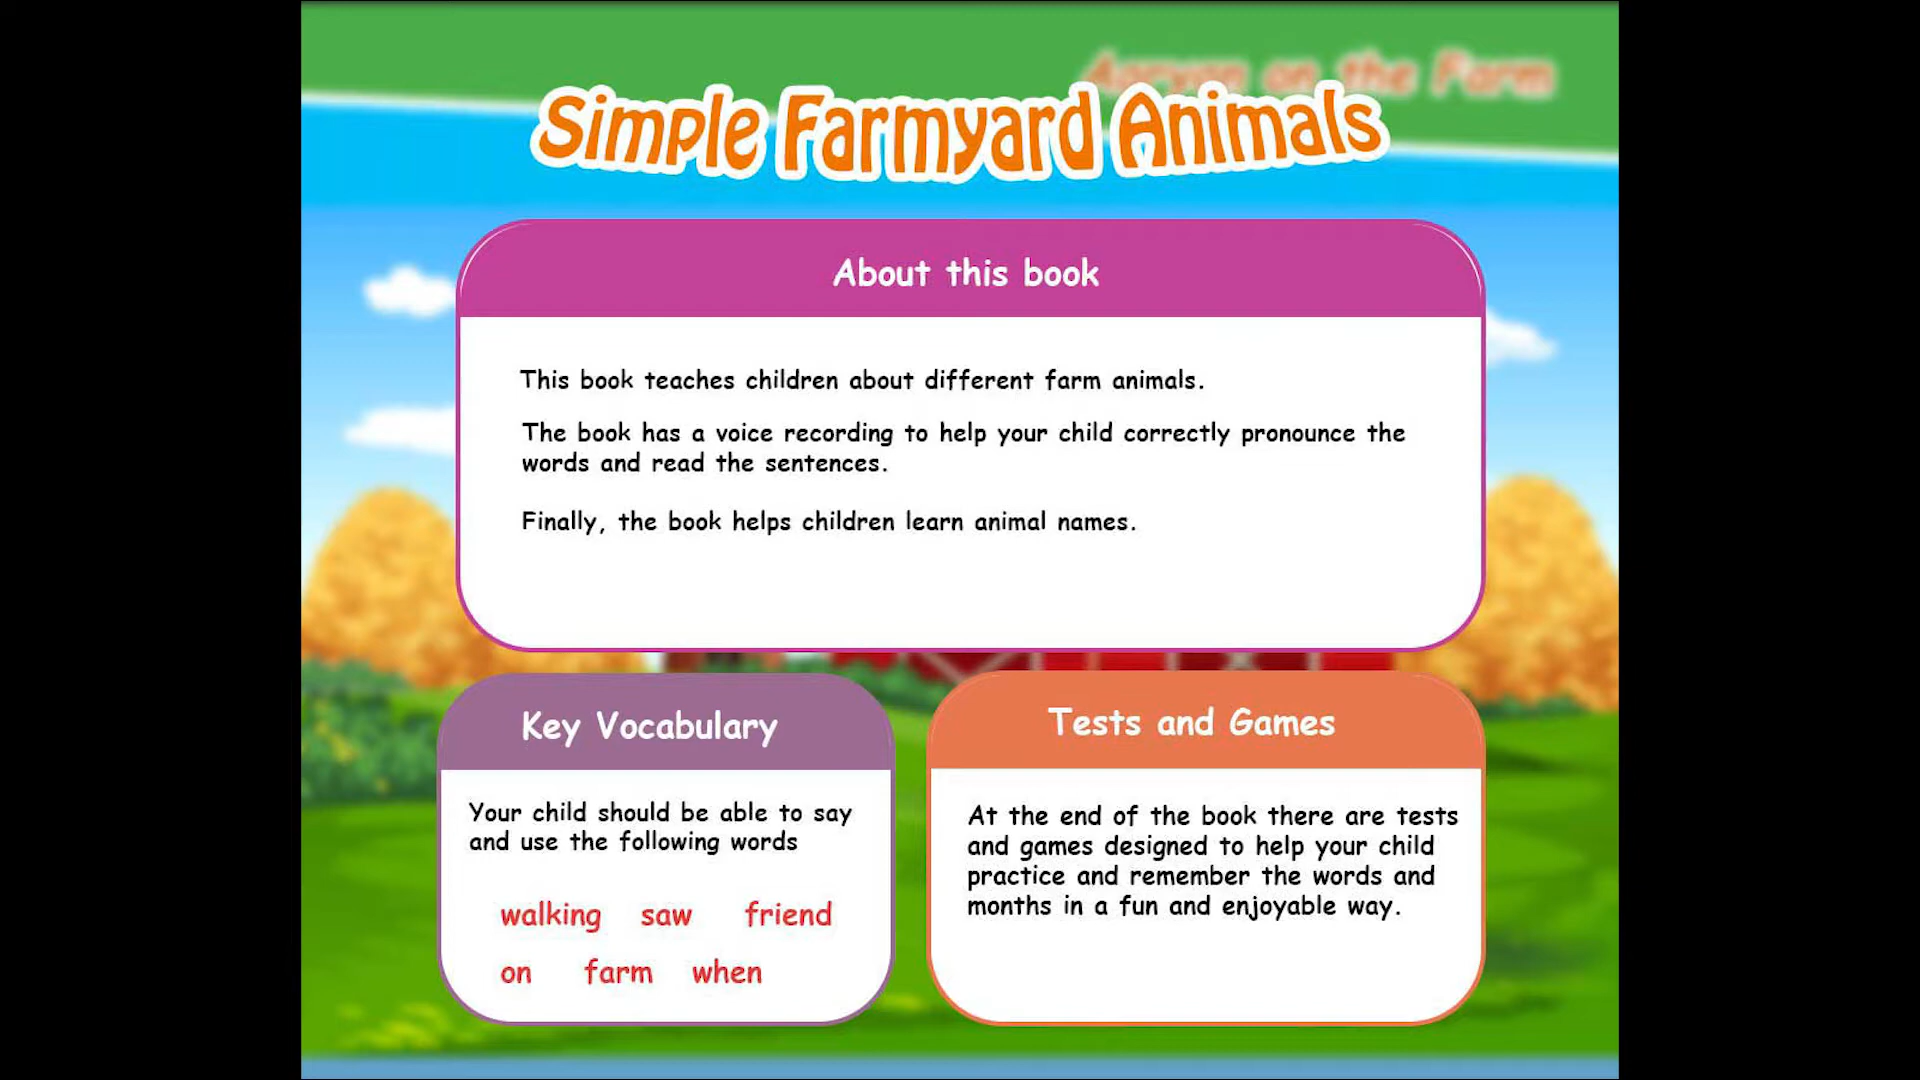 Aaryan on the Farm
Simple Farmyard Animals
About this book
This book teaches children about different farm animals.
The book has a voice recording to help your child correctly pronounce the
words and read the sentences.
Finally, the book helps children learn animal names.
Key Vocabulary
Your child should be able to say
and use the following words
walking saw friend
on farm when
Tests and Games
At the end of the book there are tests
and games designed to help your child
practice and remember the words and
months in a fun and enjoyable way.